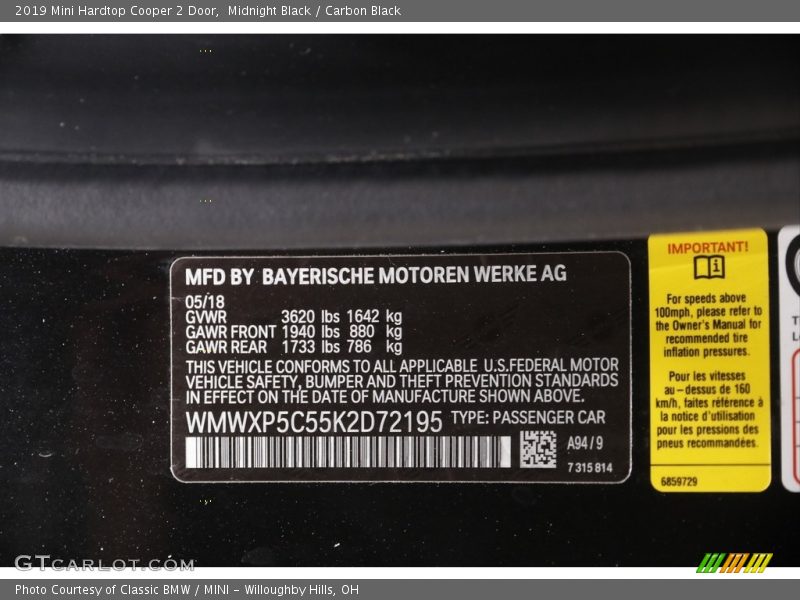 2019 Mini Hardtop Cooper 2 Door,  Midnight Black / Carbon Black
MFD BY BAYERISCHE MOTOREN WERKE AG
05/18
GVWR 3620 lbs 1642 kg
GAWR FRONT 1940 lbs 880 kg
GAWR REAR 1733 lbs 786 kg
THIS VEHICLE CONFORMS TO ALL APPLICABLE U.S.FEDERAL MOTOR
VEHICLE SAFETY, BUMPER AND THEFT PREVENTION STANDARDS
IN EFFECT ON THE DATE OF MANUFACTURE SHOWN ABOVE.
WMWXP5C55K2D72195 TYPE: PASSENGER CAR
A94/9
7 315 814
IMPORTANT!
For speeds above
100mph, please refer to
the Owner's Manual for
recommended tire
inflation pressures.
Pour les vitesses
au-dessus de 160
km/h, faites référence à
la notice d'utilisation
pour les pressions des
pneus recommandées.
6859729
GTCARLOT.COM
Photo Courtesy of Classic BMW / MINI - Willoughby Hills, OH